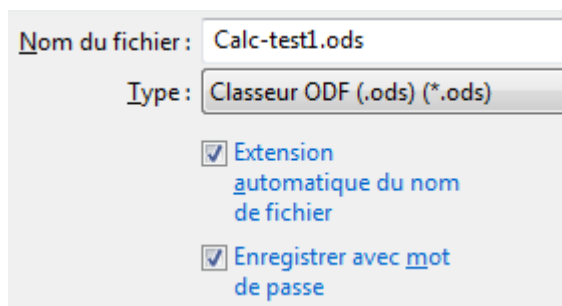 Nom du fichier : Calc-test1.ods
Type : Classeur ODF (.ods) (*.ods)
Extension
automatique du nom
de fichier
Enregistrer avec mot
de passe